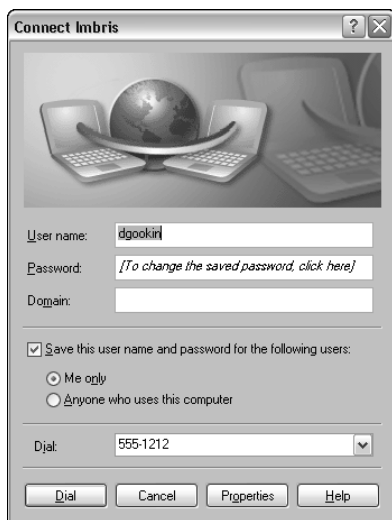 Connect Imbris
User name: dgookin
Password: [To change the saved password, click here]
Domain:
Save this user name and password for the following users:
Me only
Anyone who uses this computer
Dial: 555-1212
Dial Cancel Properties Help